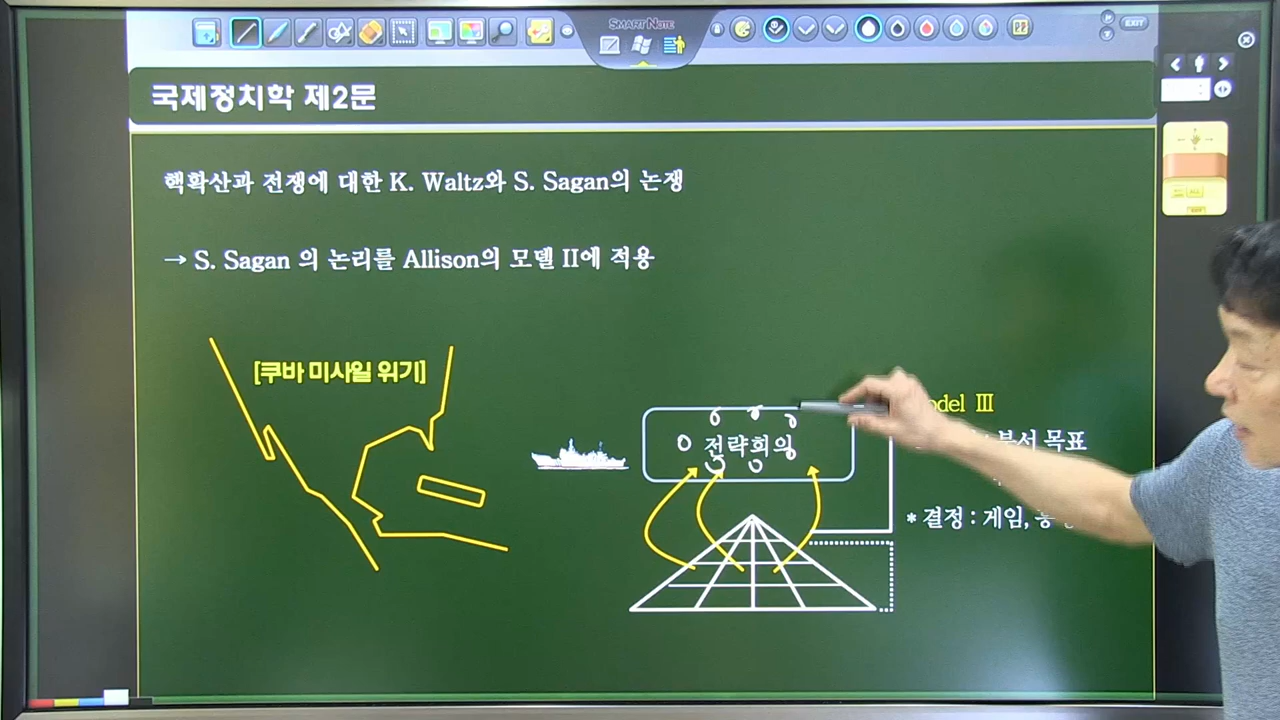 SMART NOTE
EXIT
국제정치학 제2문
핵확산과 전쟁에 대한 K. Waltz와 S. Sagan의 논쟁
→ S. Sagan 의 논리를 Allison의 모델 II에 적용
[쿠바 미사일 위기]
전략회의
odel Ⅲ
부서 목표
* 결정 : 게임,